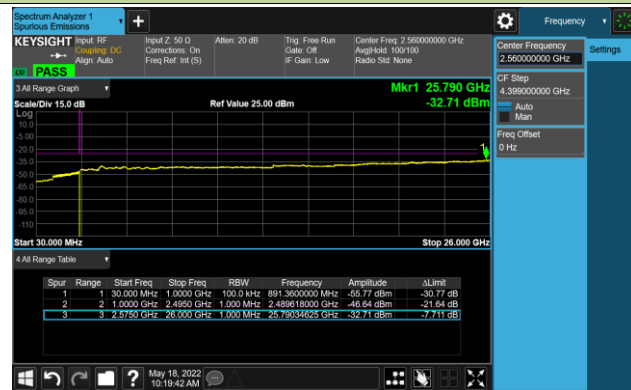 Spectrum Analyzer 1
Spurious Emissions
+
Frequency
KEYSIGHT Input: RF Input Z: 50 Ω Atten: 20 dB Trig: Free Run Center Freq: 2.560000000 GHz
Coupling: DC Corrections: On Gate: Off Avg|Hold: 100/100
Align: Auto Freq Ref: Int (S) IF Gain: Low Radio Std: None
PASS
Center Frequency
2.560000000 GHz
Settings
CF Step
4.399000000 GHz
Auto
Man
Freq Offset
0 Hz
3 All Range Graph
Mkr1 25.790 GHz
Scale/Div 15.0 dB Ref Value 25.00 dBm -32.71 dBm
Log
10.0
-5.00
-20.0
-35.0
-50.0
-65.0
-80.0
-95.0
-110
1
Start 30.000 MHz Stop 26.000 GHz
4 All Range Table
Spur Range Start Freq Stop Freq RBW Frequency Amplitude ΔLimit
1 1 30.000 MHz 1.0000 GHz 100.0 kHz 891.3600000 MHz -55.77 dBm -30.77 dB
2 2 1.0000 GHz 2.4950 GHz 1.000 MHz 2.489618000 GHz -46.64 dBm -21.64 dB
3 3 2.5750 GHz 26.000 GHz 1.000 MHz 25.79034625 GHz -32.71 dBm -7.711 dB
?
May 18, 2022
10:19:42 AM